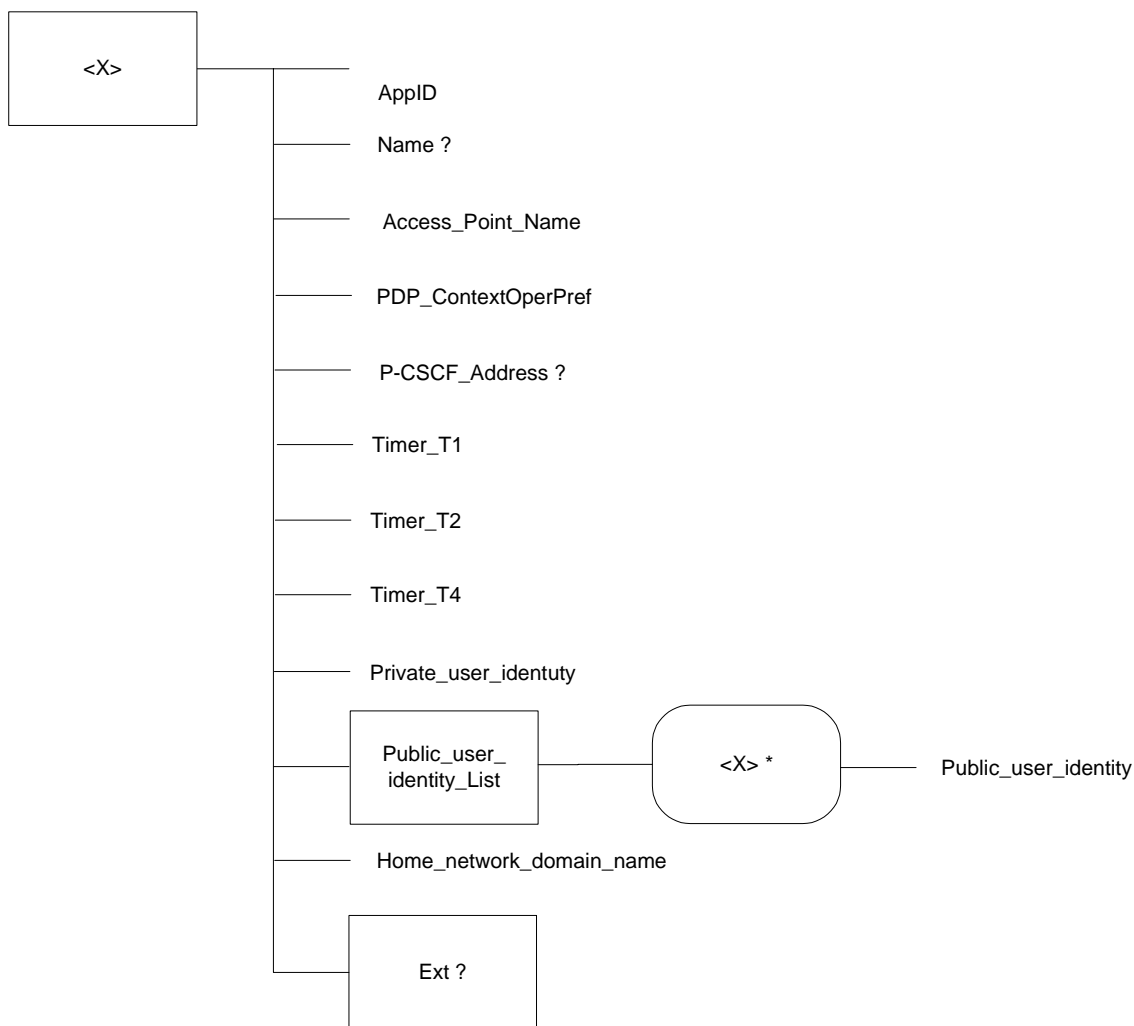 <X>
AppID
Name ?
Access_Point_Name
PDP_ContextOperPref
P-CSCF_Address ?
Timer_T1
Timer_T2
Timer_T4
Private_user_identuty
Public_user_
identity_List
<X> *
Public_user_identity
Home_network_domain_name
Ext ?